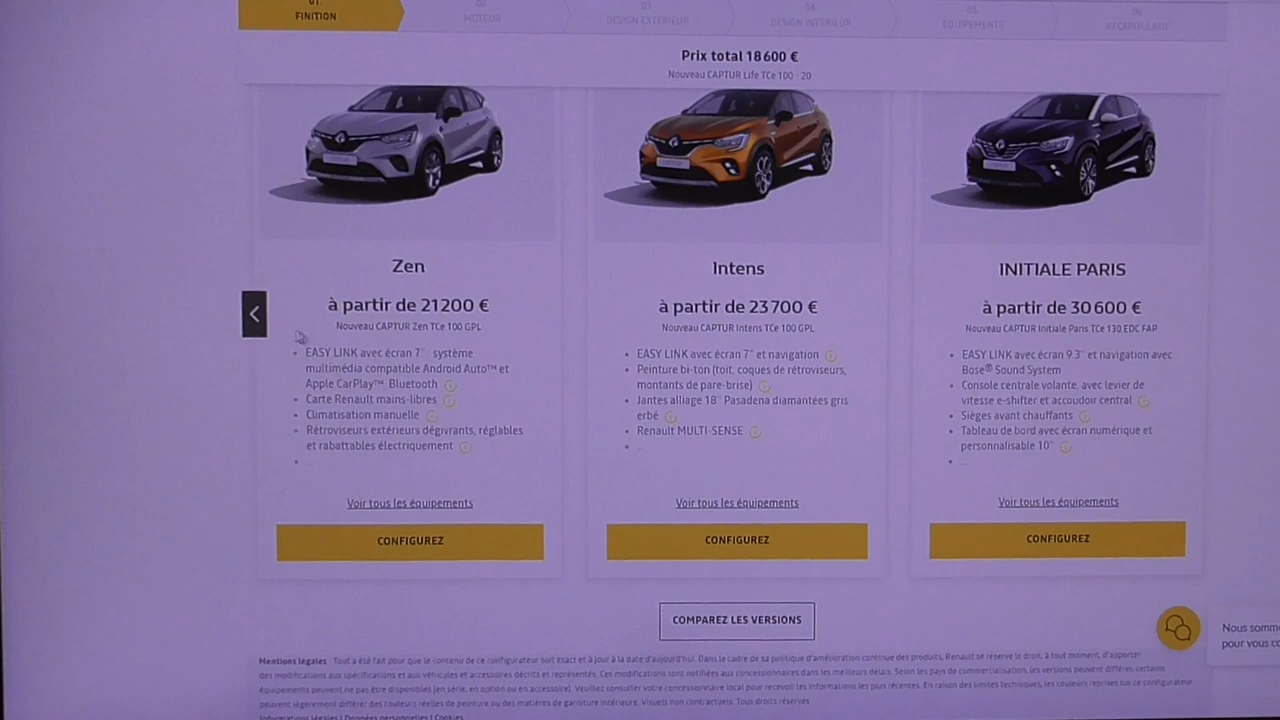 01
FINITION
02
MOTEUR
03
DESIGN EXTÉRIEUR
04
DESIGN INTÉRIEUR
05
ÉQUIPEMENTS
06
RÉCAPITULATIF
Prix total 18 600 €
Nouveau CAPTUR Life TCe 100 - 20
Zen
à partir de 21 200 €
Nouveau CAPTUR Zen TCe 100 GPL
• EASY LINK avec écran 7" système
multimédia compatible Android Auto™ et
Apple CarPlay™. Bluetooth
• Carte Renault mains-libres
• Climatisation manuelle
• Rétroviseurs extérieurs dégivrants, réglables
et rabattables électriquement
• ...
Voir tous les équipements
CONFIGUREZ
Intens
à partir de 23 700 €
Nouveau CAPTUR Intens TCe 100 GPL
• EASY LINK avec écran 7" et navigation
• Peinture bi-ton (toit, coques de rétroviseurs,
montants de pare-brise)
• Jantes alliage 18" Pasadena diamantées gris
erbé
• Renault MULTI-SENSE
• ...
Voir tous les équipements
CONFIGUREZ
INITIALE PARIS
à partir de 30 600 €
Nouveau CAPTUR Initiale Paris TCe 130 EDC FAP
• EASY LINK avec écran 9.3" et navigation avec
Bose® Sound System
• Console centrale volante, avec levier de
vitesse e-shifter et accoudoir central
• Sièges avant chauffants
• Tableau de bord avec écran numérique et
personnalisable 10"
• ...
Voir tous les équipements
CONFIGUREZ
COMPAREZ LES VERSIONS
Nous somm
pour vous co
Mentions légales : Tout a été fait pour que le contenu de ce configurateur soit exact et à jour à la date d'aujourd'hui. Dans le cadre de sa politique d'amélioration continue des produits, Renault se réserve le droit, à tout moment, d'apporter
des modifications aux spécifications et aux véhicules et accessoires décrits et représentés. Ces modifications sont notifiées aux concessionnaires dans les meilleurs délais. Selon les pays de commercialisation, les versions peuvent différer, certains
équipements peuvent ne pas être disponibles (en série, en option ou en accessoire). Veuillez consulter votre concessionnaire local pour recevoir les informations les plus récentes. En raison des limites techniques, les couleurs reprises sur ce configurateur
peuvent légèrement différer des couleurs réelles de peinture ou des matières de garniture intérieure. Visuels non contractuels. Tous droits réservés
Informations légales | Données personnelles | Cookies